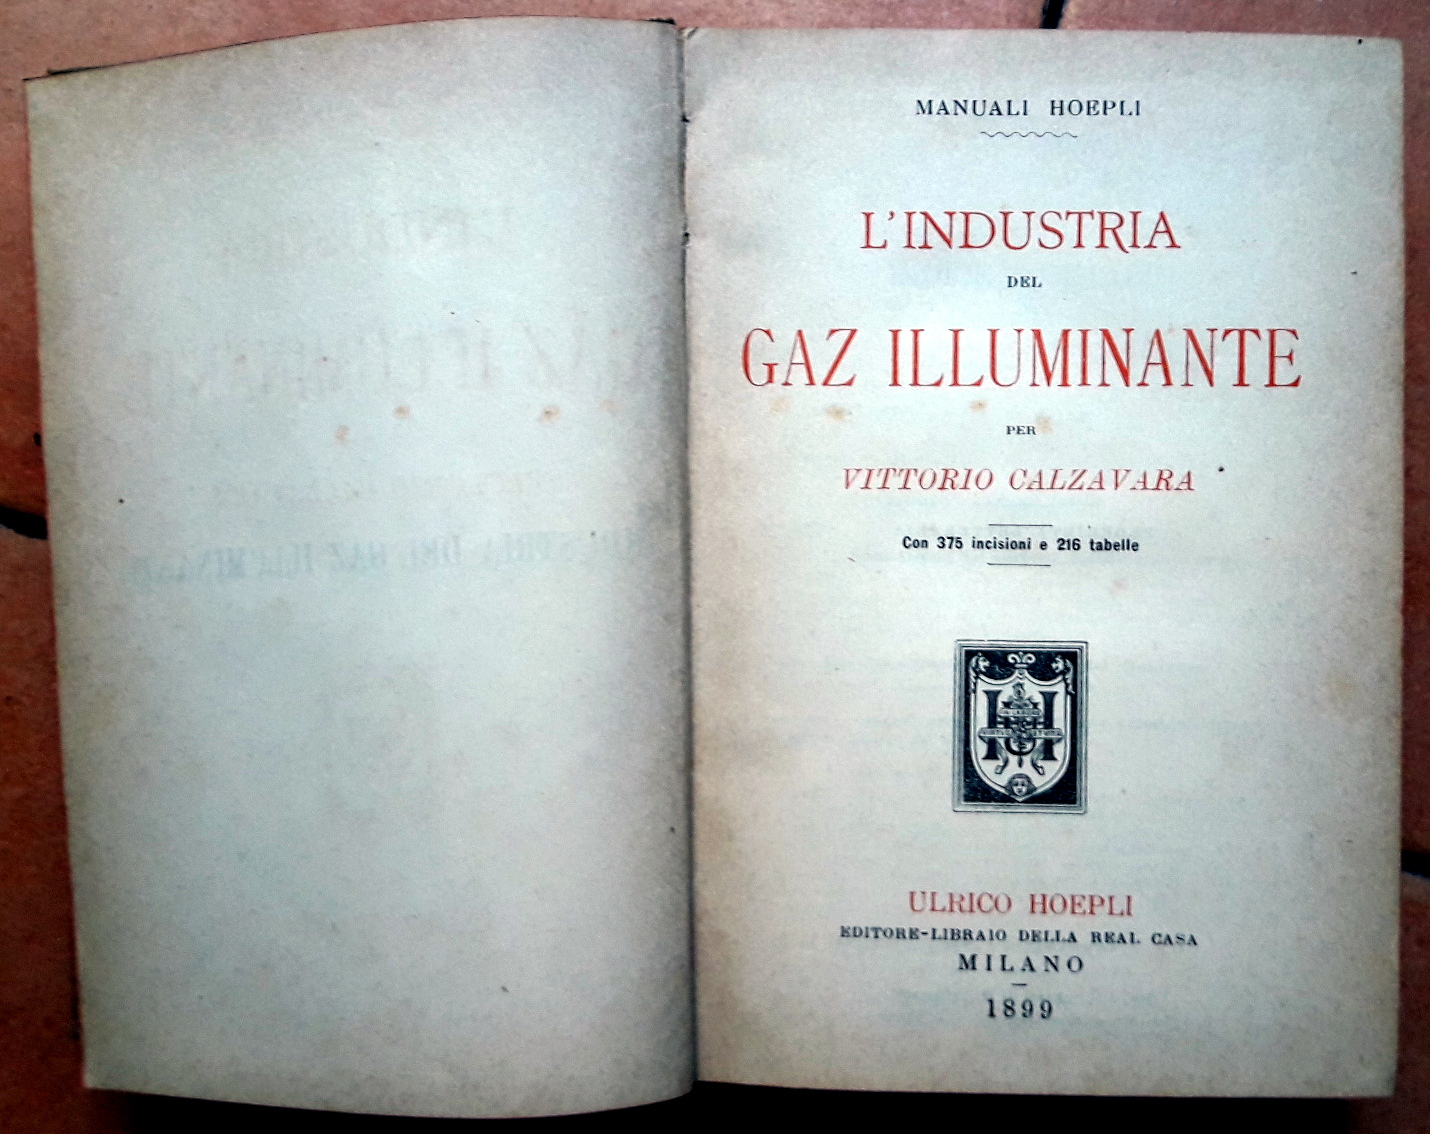 MANUALI HOEPLI
L'INDUSTRIA
DEL
GAZ ILLUMINANTE
PER
VITTORIO CALZAVARA
Con 375 incisioni e 216 tabelle
H
ULRICO HOEPLI
EDITORE-LIBRAIO DELLA REAL CASA
MILANO
1899